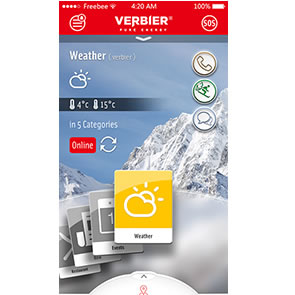 Freebee 4:20 AM 100%
VERBIER®
PURE ENERGY
SOS
Weather (verbier)
4°c 15°c
in 5 Categories
Online
Weather
Events
Restaurant